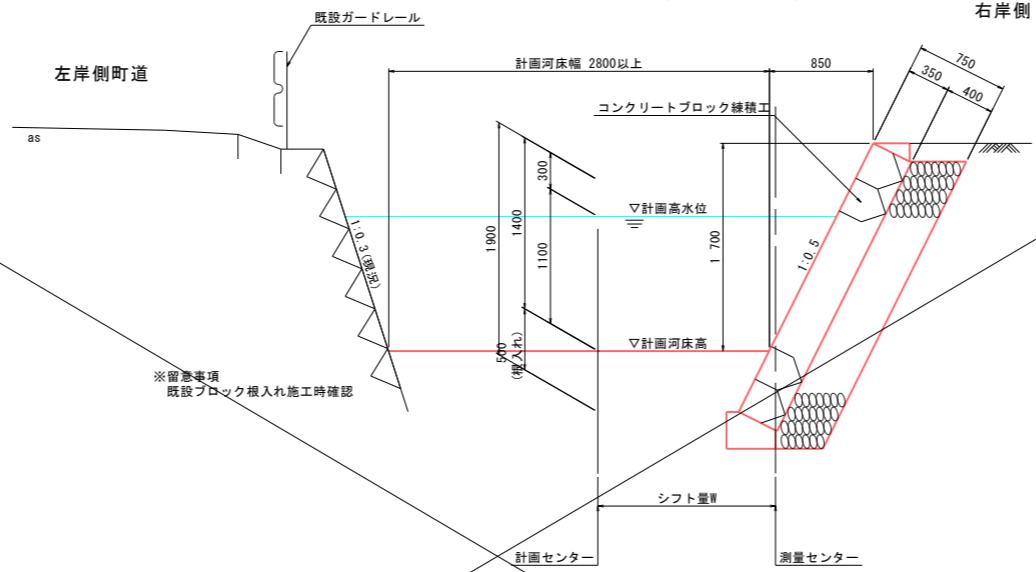 右岸側
既設ガードレール
左岸側町道
計画河床幅 2800以上
850
750
350
400
コンクリートブロック練積工
as
300
▽計画高水位
1:0.3(現況)
1900
1400
1100
1 700
1:0.5
500
(根入れ)
▽計画河床高
※留意事項
既設ブロック根入れ施工時確認
シフト量W
計画センター
測量センター